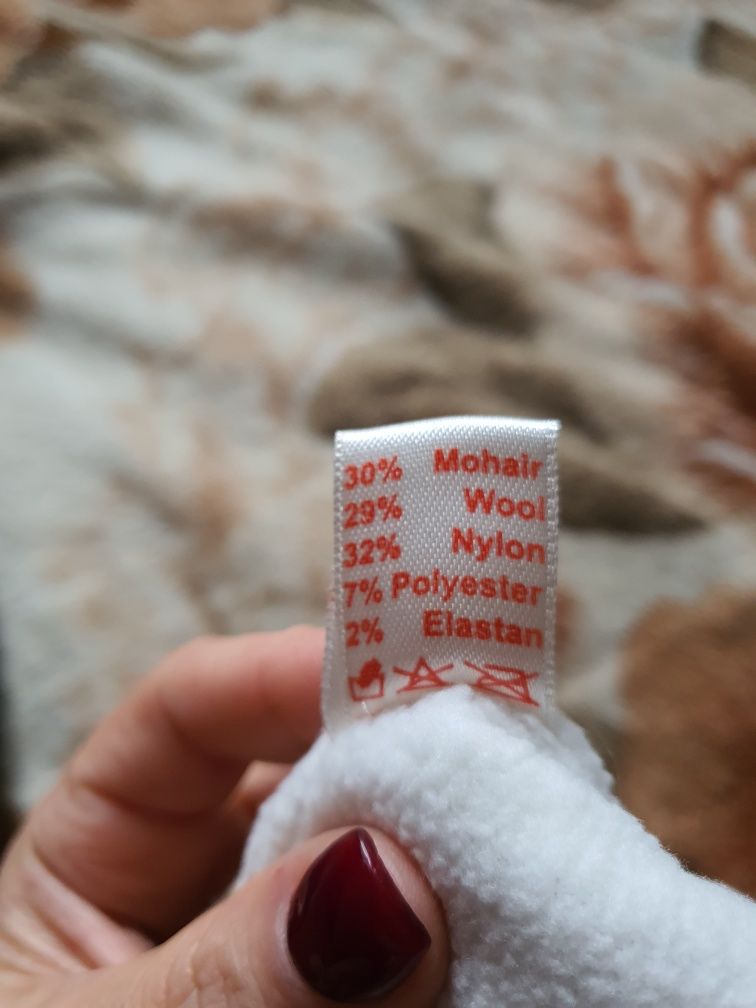 30% Mohair
29% Wool
32% Nylon
7% Polyester
2% Elastan